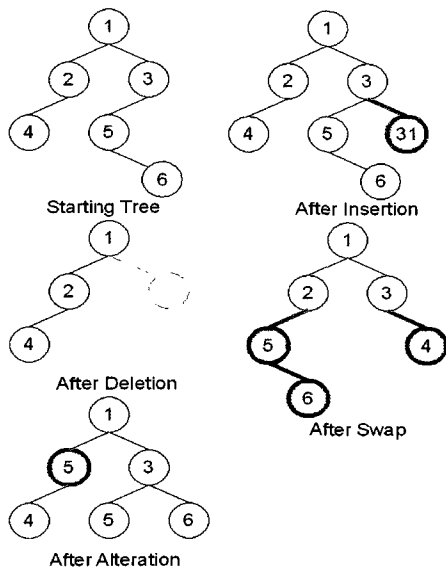 1
2 3
4 5
6
Starting Tree
1
2 3
4 5 31
6
After Insertion
1
2
4
After Deletion
1
2 3
5 4
6
After Swap
1
5 3
4 5 6
After Alteration